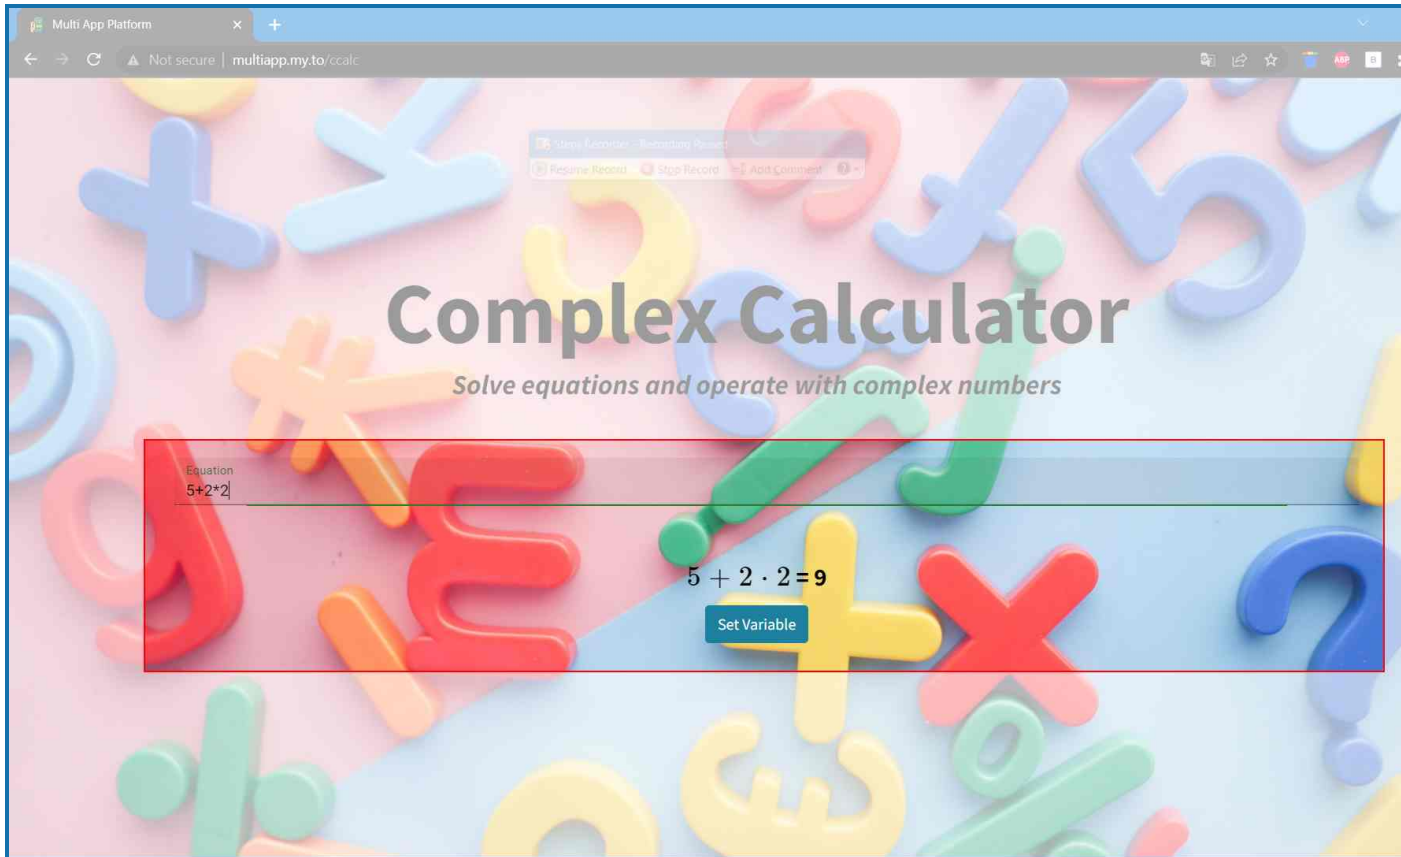 Multi App Platform
Not secure | multiapp.my.to/ccalc
ABP
B
Steps Recorder - Recording Paused
Resume Record Stop Record Add Comment
Complex Calculator
Solve equations and operate with complex numbers
Equation
5+2*2
5 + 2 · 2 = 9
Set Variable